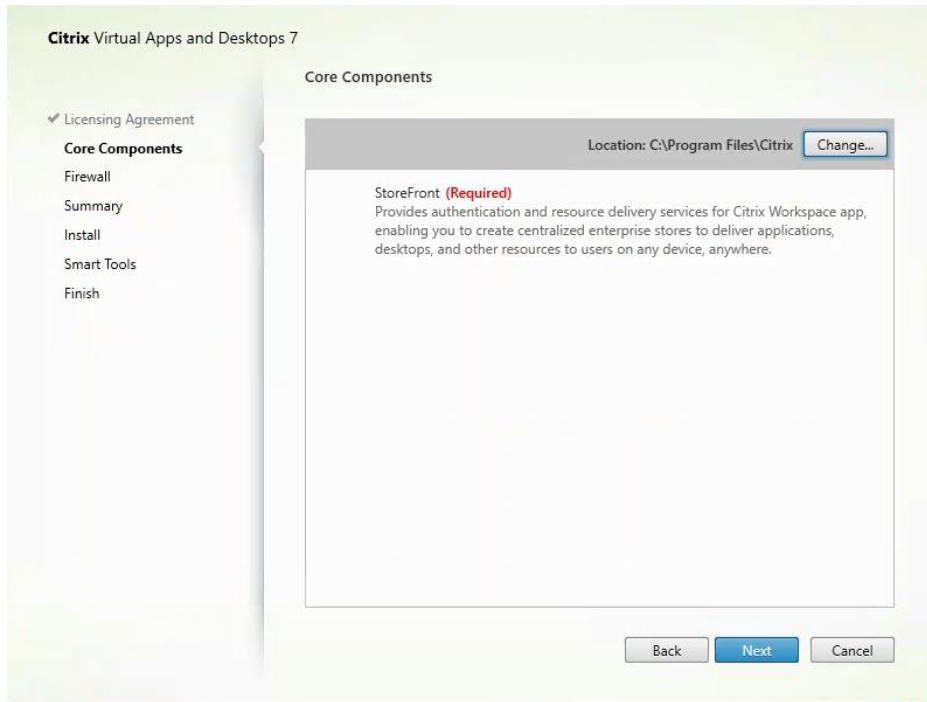 Citrix Virtual Apps and Desktops 7
Core Components
✔ Licensing Agreement
Core Components
Firewall
Summary
Install
Smart Tools
Finish
Location: C:\Program Files\Citrix Change...
StoreFront (Required)
Provides authentication and resource delivery services for Citrix Workspace app,
enabling you to create centralized enterprise stores to deliver applications,
desktops, and other resources to users on any device, anywhere.
Back Next Cancel